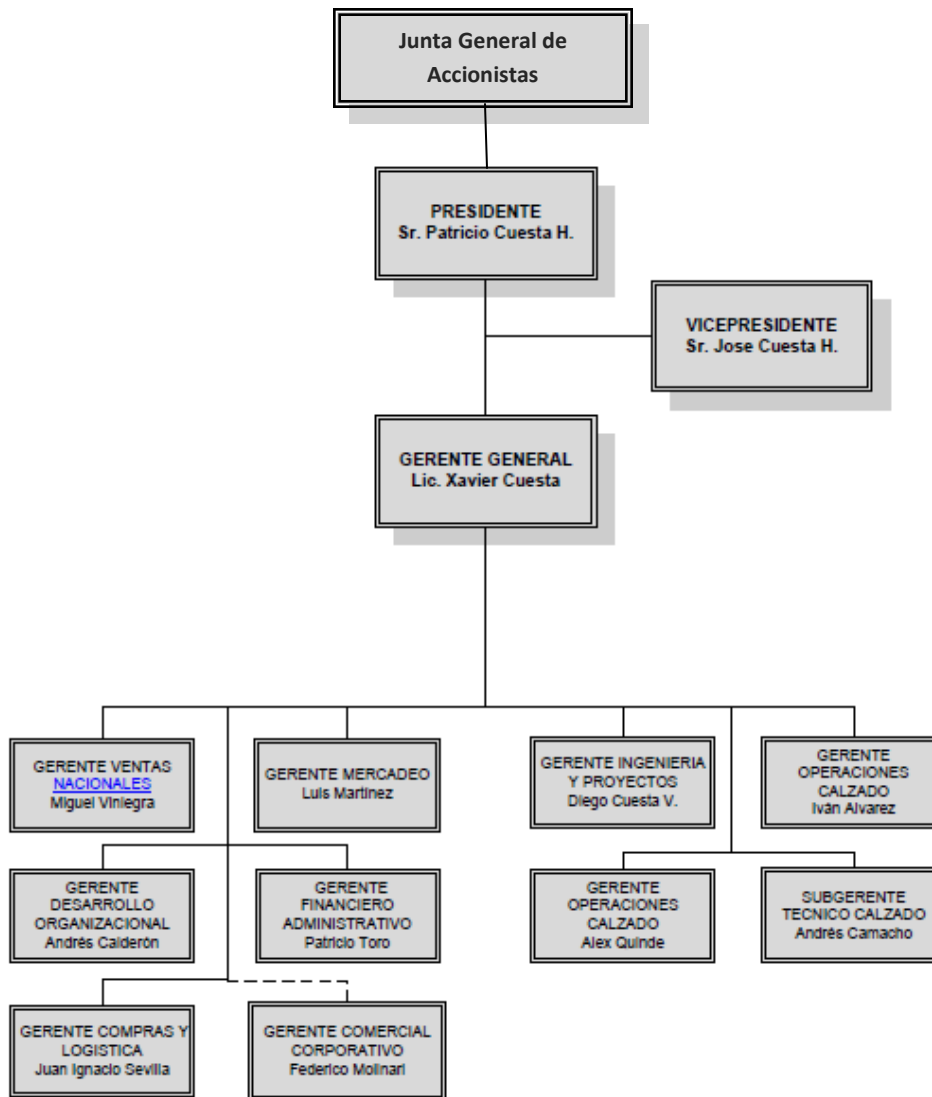 Junta General de
Accionistas
PRESIDENTE
Sr. Patricio Cuesta H.
VICEPRESIDENTE
Sr. Jose Cuesta H.
GERENTE GENERAL
Lic. Xavier Cuesta
GERENTE VENTAS
NACIONALES
Miguel Viniegra
GERENTE MERCADEO
Luis Martinez
GERENTE INGENIERIA
Y PROYECTOS
Diego Cuesta V.
GERENTE
OPERACIONES
CALZADO
Iván Alvarez
GERENTE
DESARROLLO
ORGANIZACIONAL
Andrés Calderón
GERENTE
FINANCIERO
ADMINISTRATIVO
Patricio Toro
GERENTE
OPERACIONES
CALZADO
Alex Quinde
SUBGERENTE
TECNICO CALZADO
Andrés Camacho
GERENTE COMPRAS Y
LOGISTICA
Juan Ignacio Sevilla
GERENTE COMERCIAL
CORPORATIVO
Federico Molinari